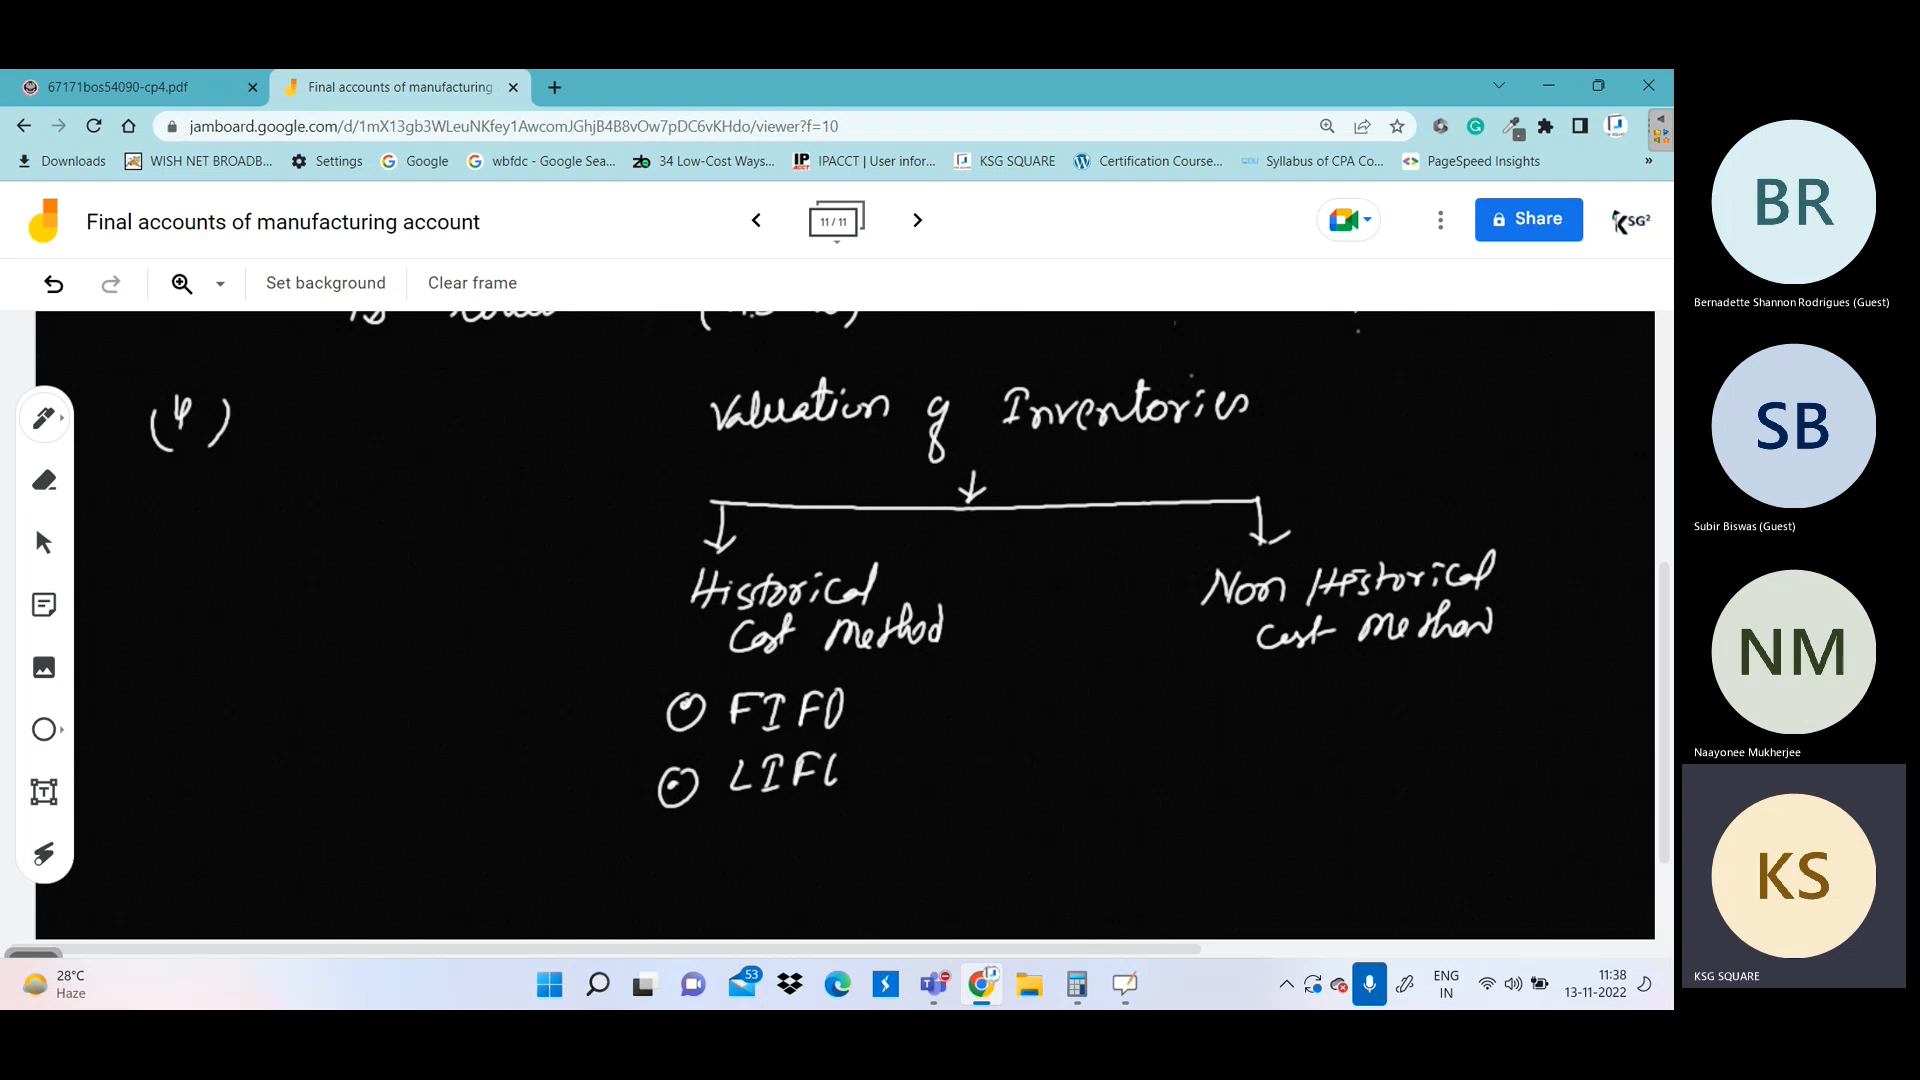 67171bos54090-cp4.pdf
Final accounts of manufacturing
jamboard.google.com/d/1mX13gb3WLeuNKfey1AwcomJGhjB4B8vOw7pDC6vKHdo/viewer?f=10
Downloads WISH NET BROADB... Settings Google wbfdc - Google Sea... 34 Low-Cost Ways... IPACCT | User infor... KSG SQUARE Certification Course... Syllabus of CPA Co... PageSpeed Insights
Final accounts of manufacturing account
11 / 11
Share
KSG²
Set background
Clear frame
(4) Valuation of Inventories
Historical
Cost Method
Non Historical
Cost Method
FIFO
LIFO
BR
Bernadette Shannon Rodrigues (Guest)
SB
Subir Biswas (Guest)
NM
Naayonee Mukherjee
KS
KSG SQUARE
28°C
Haze
53
ENG
IN
11:38
13-11-2022